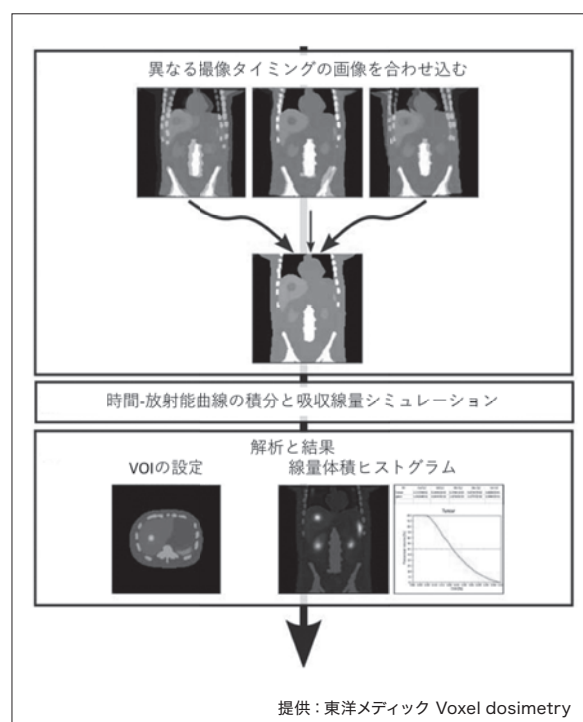 異なる撮像タイミングの画像を合わせ込む
時間-放射能曲線の積分と吸収線量シミュレーション
解析と結果
VOIの設定
線量体積ヒストグラム
Tumor
提供：東洋メディック Voxel dosimetry